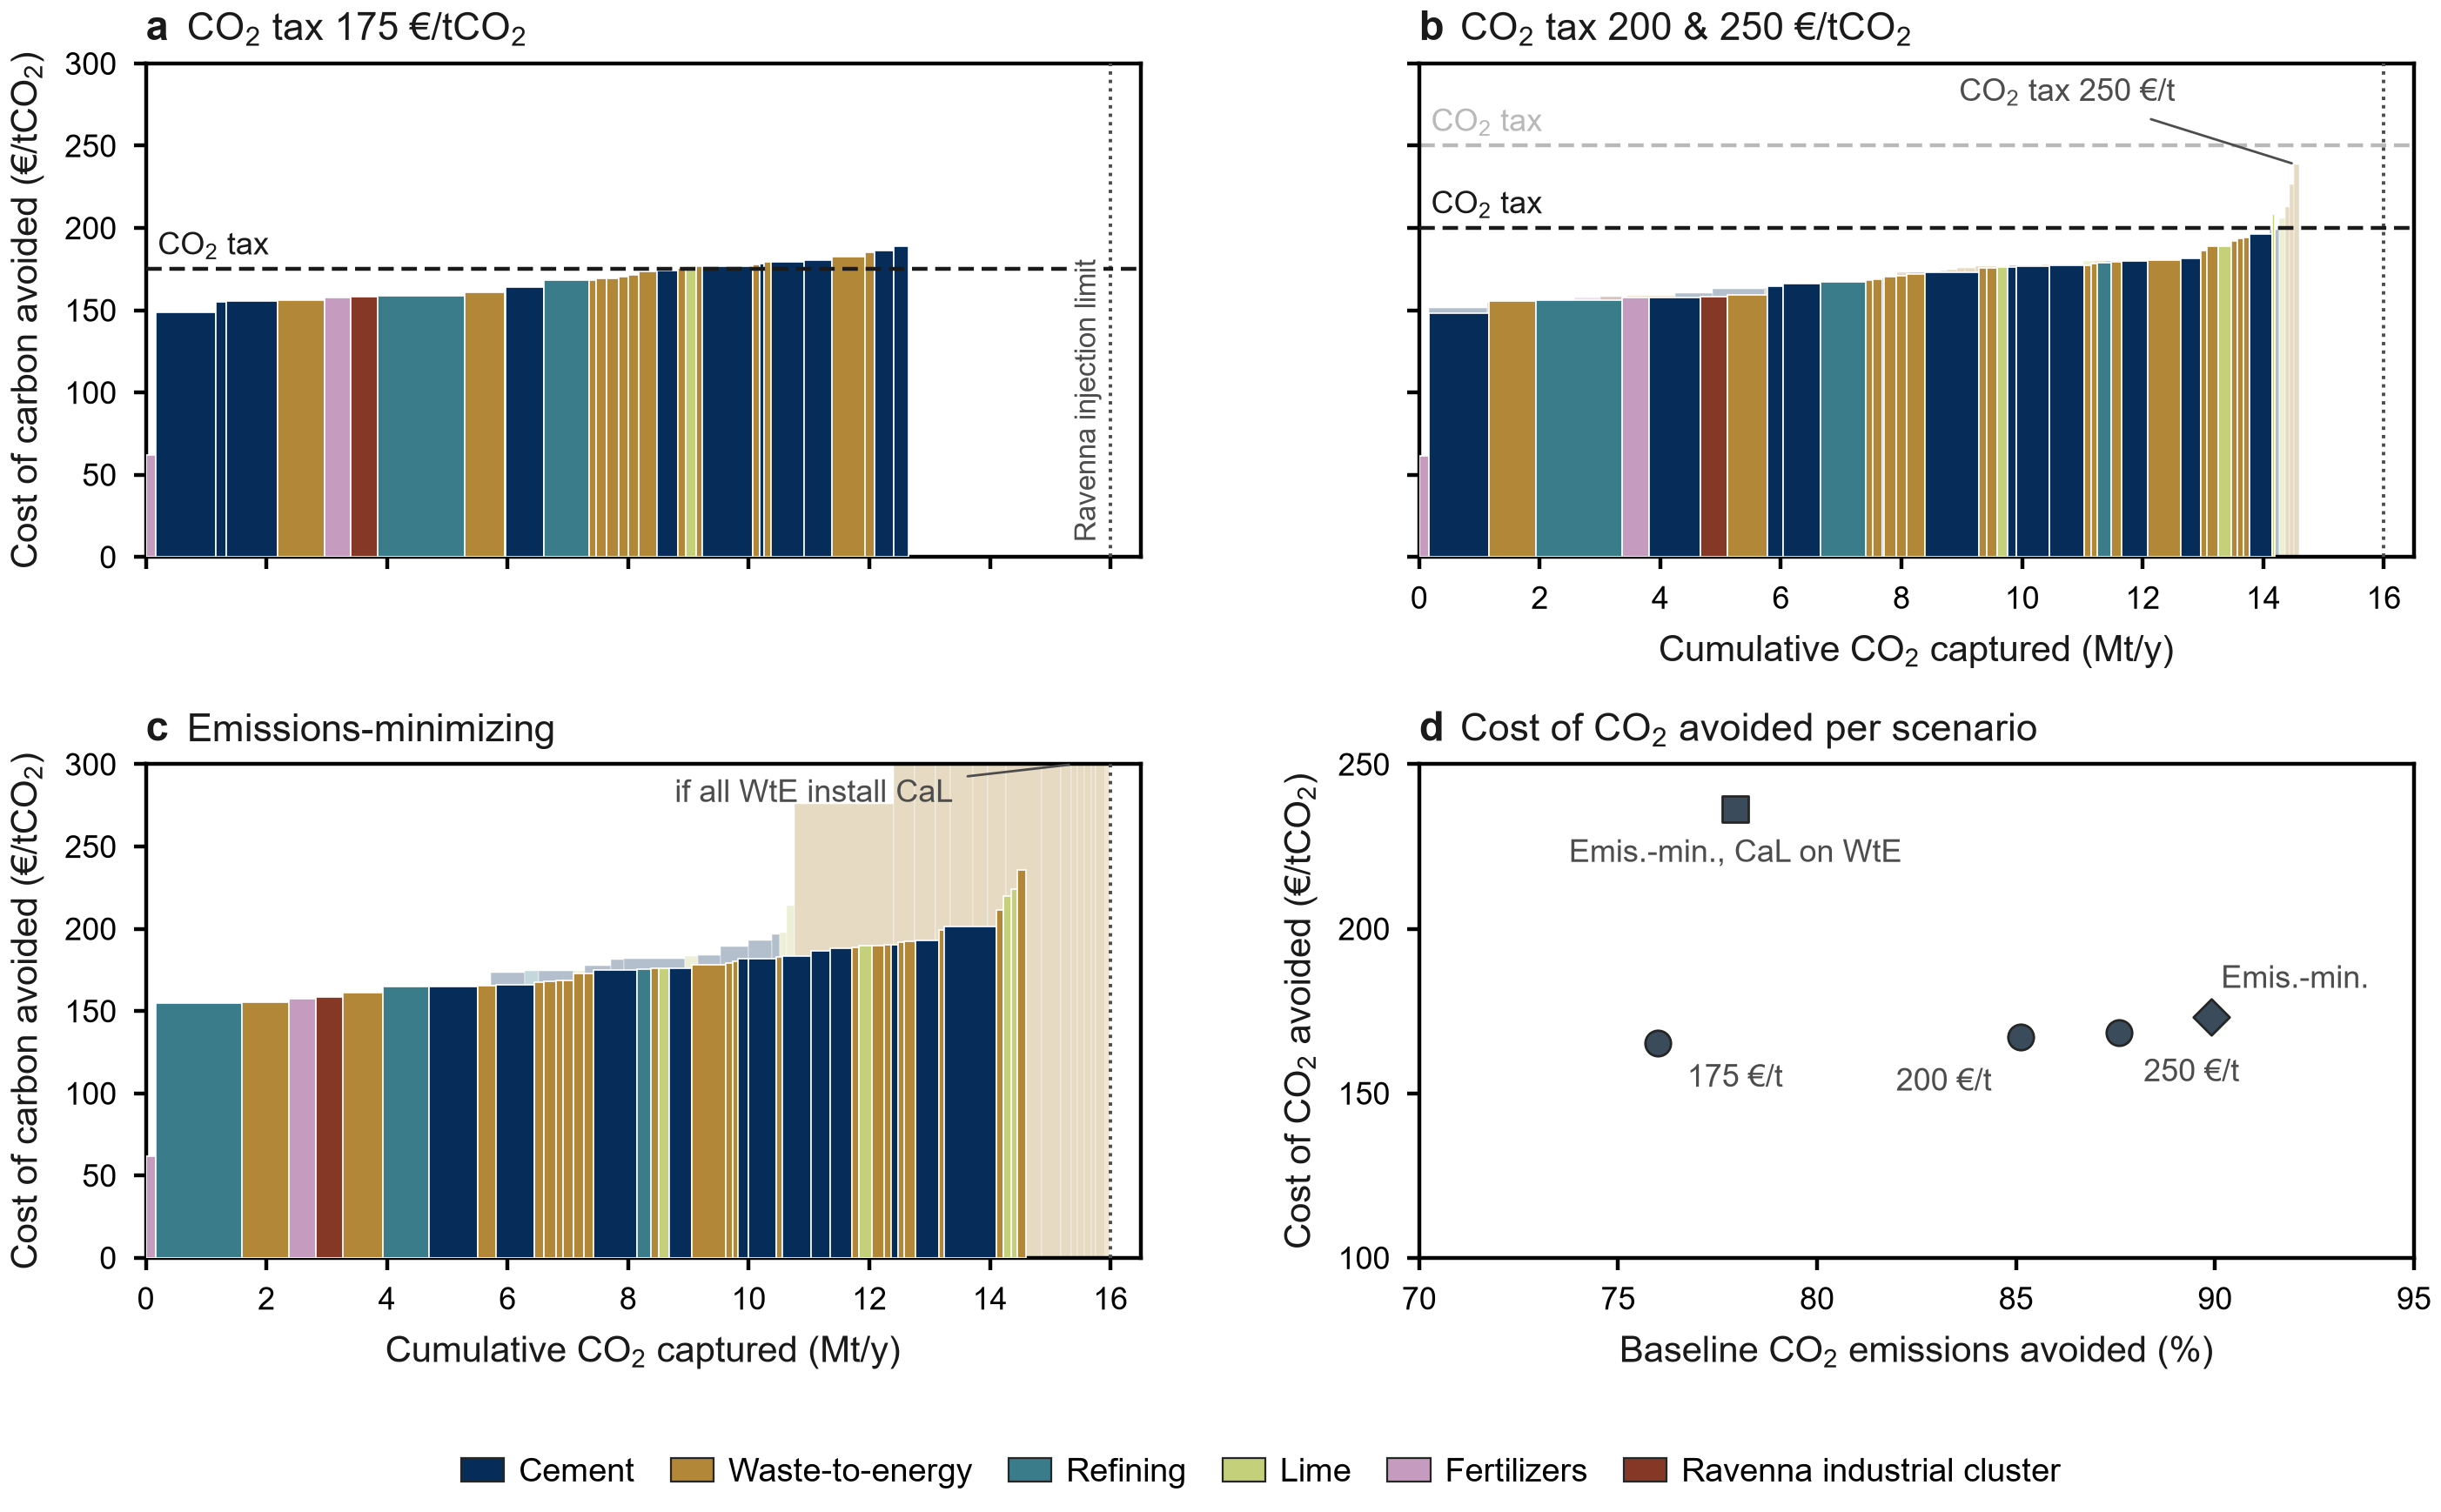 a CO₂ tax 175 €/tCO₂
Cost of carbon avoided (€/tCO₂)
300
250
200
150
100
50
0
CO₂ tax
Ravenna injection limit
b CO₂ tax 200 & 250 €/tCO₂
CO₂ tax 250 €/t
CO₂ tax
CO₂ tax
0 2 4 6 8 10 12 14 16
Cumulative CO₂ captured (Mt/y)
c Emissions-minimizing
Cost of carbon avoided (€/tCO₂)
300
250
200
150
100
50
0
if all WtE install CaL
0 2 4 6 8 10 12 14 16
Cumulative CO₂ captured (Mt/y)
d Cost of CO₂ avoided per scenario
Cost of CO₂ avoided (€/tCO₂)
250
200
150
100
Emis.-min., CaL on WtE
Emis.-min.
175 €/t
200 €/t
250 €/t
70 75 80 85 90 95
Baseline CO₂ emissions avoided (%)
Cement Waste-to-energy Refining Lime Fertilizers Ravenna industrial cluster